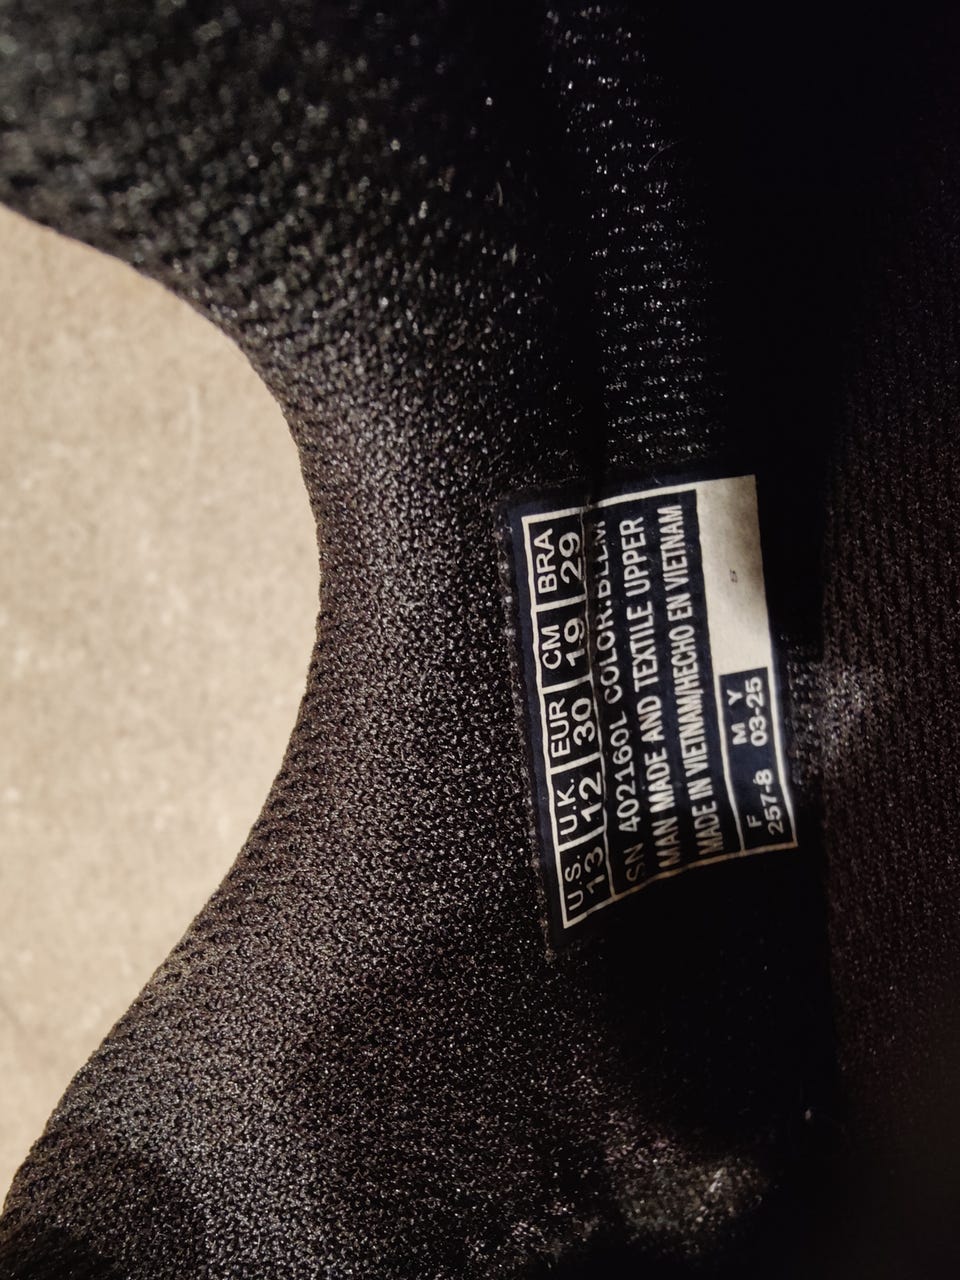 U.S. U.K. EUR CM BRA
13 12 30 19 29
SN 402160L COLOR:BLLM
MAN MADE AND TEXTILE UPPER
MADE IN VIETNAM/HECHO EN VIETNAM
F M Y
257-8 03-25